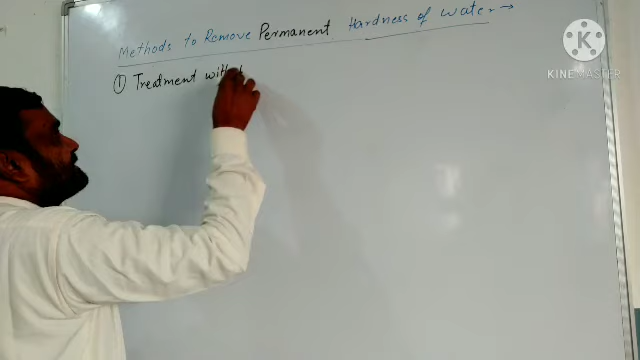 Methods to Remove Permanent Hardness of Water →
① Treatment with
K
KINEMASTER